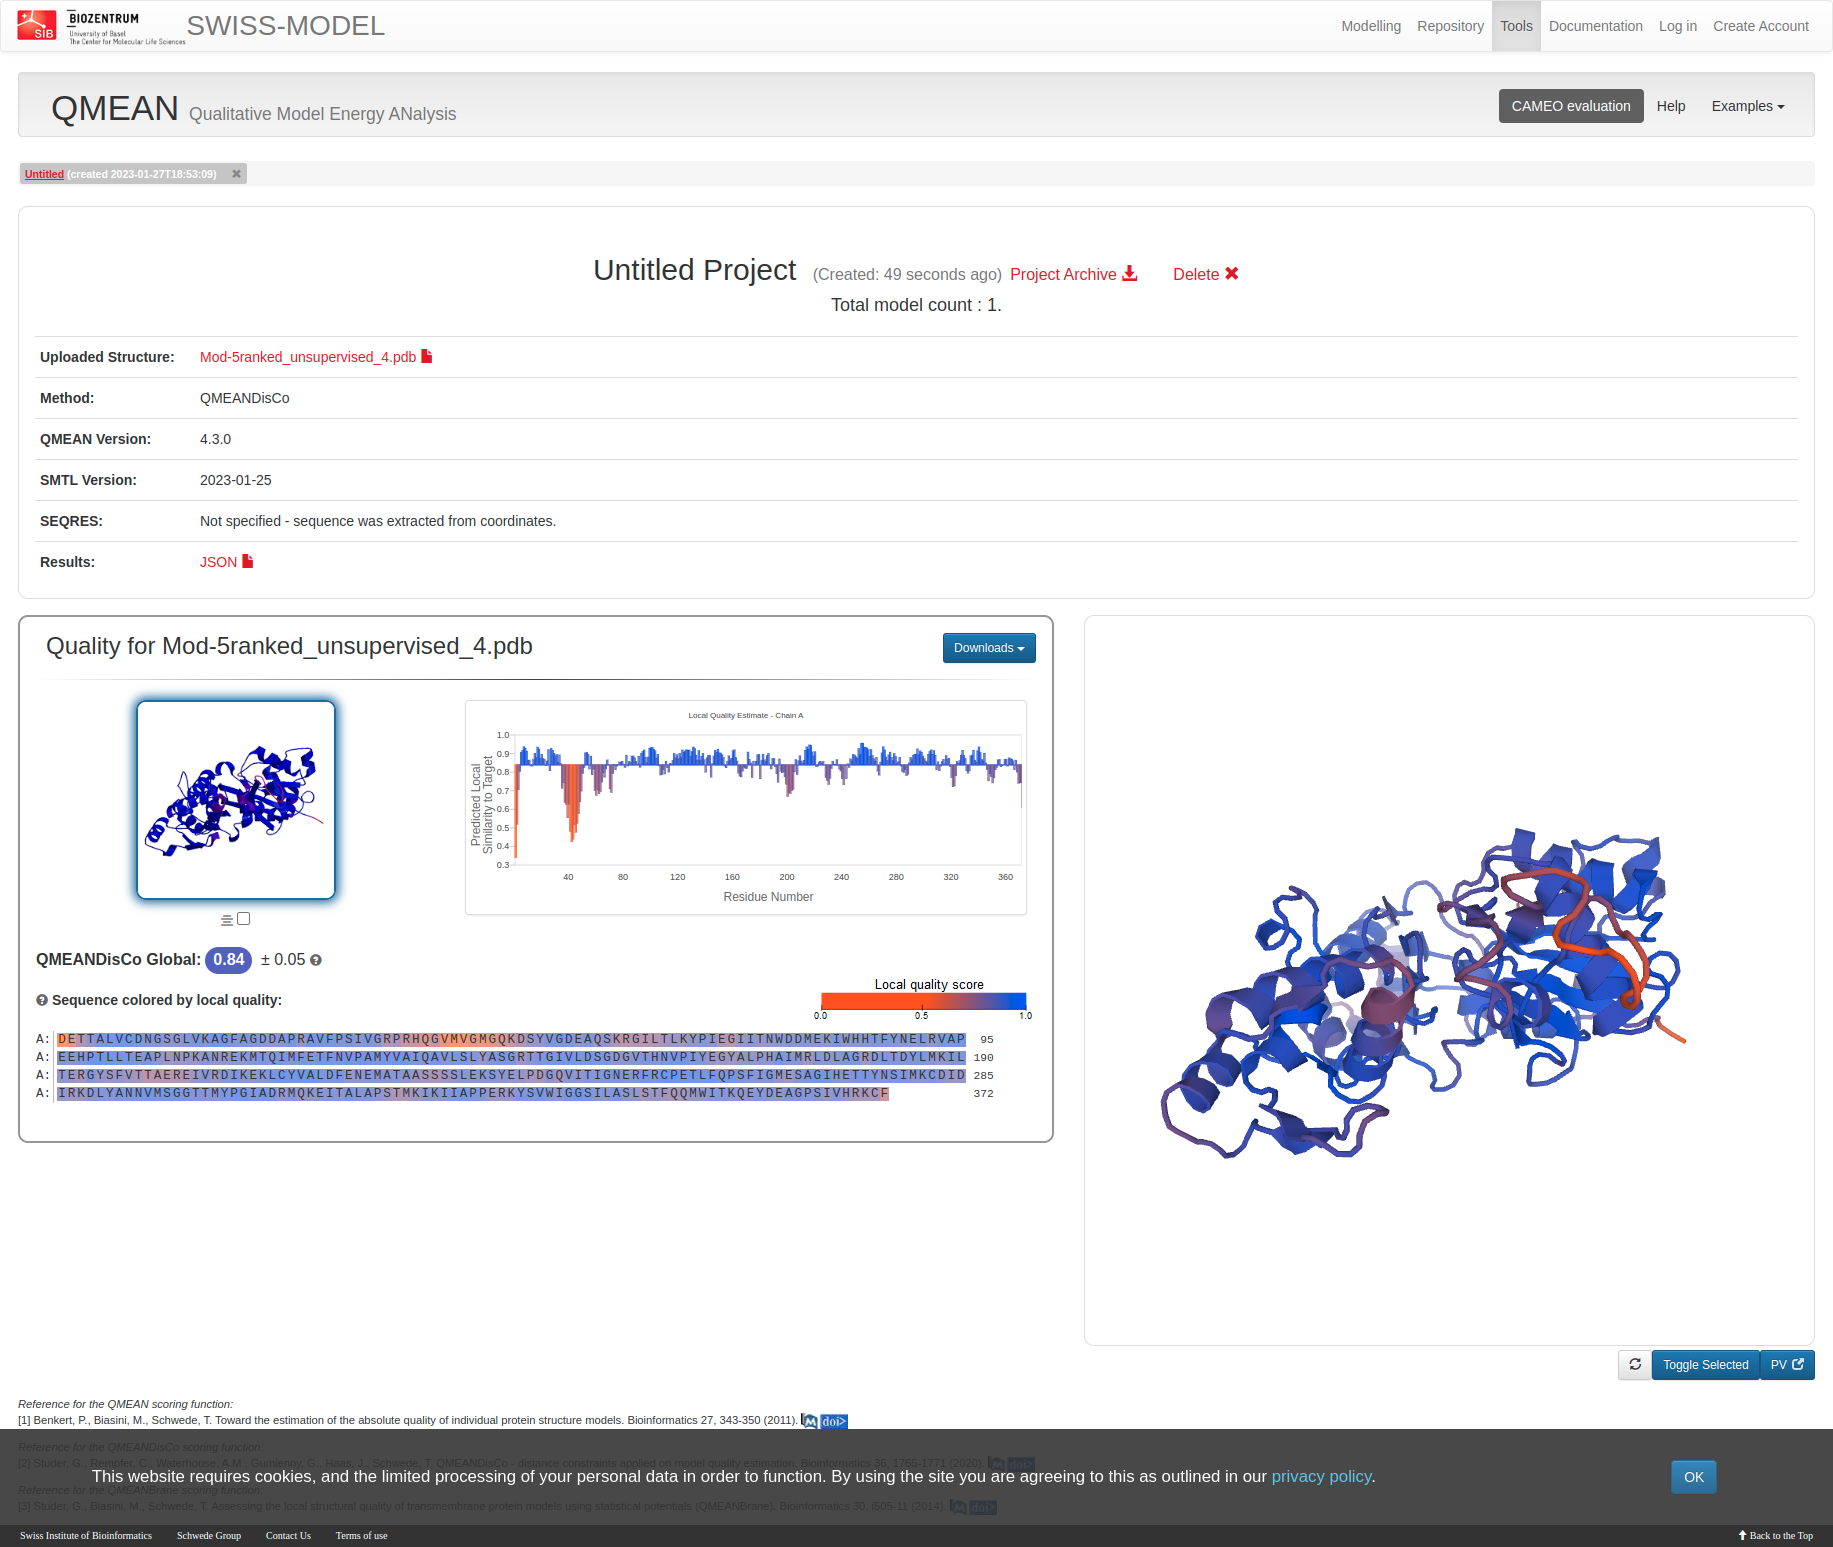 SIB BIOZENTRUM University of Basel The Center for Molecular Life Sciences SWISS-MODEL Modelling Repository Tools Documentation Log in Create Account
QMEAN Qualitative Model Energy ANalysis CAMEO evaluation Help Examples
Untitled (created 2023-01-27T18:53:09) ✖
Untitled Project (Created: 49 seconds ago) Project Archive Delete ✖
Total model count : 1.
Uploaded Structure: Mod-5ranked_unsupervised_4.pdb
Method: QMEANDisCo
QMEAN Version: 4.3.0
SMTL Version: 2023-01-25
SEQRES: Not specified - sequence was extracted from coordinates.
Results: JSON
Quality for Mod-5ranked_unsupervised_4.pdb Downloads
Local Quality Estimate - Chain A
Predicted Local
Similarity to Target
1.0
0.9
0.8
0.7
0.6
0.5
0.4
0.3
40 80 120 160 200 240 280 320 360
Residue Number
QMEANDisCo Global: 0.84 ± 0.05
Sequence colored by local quality:
Local quality score
0.0 0.5 1.0
A: DETTALVCDNGSGLVKAGFAGDDAPRAVFPSIVGRPRHQGVMVGMGQKDSYVGDEAQSKRGILTLKYPIEGIITNWDDMEKIWHHTFYNELRVAP 95
A: EEHPTLLTEAPLNPKANREKMTQIMFETFNVPAMYVAIQAVLSLYASGRTTGIVLDSGDGVTHNVPIYEGYALPHAIMRLDLAGRDLTDYLMKIL 190
A: TERGYSFVTTAEREIVRDIKEKLCYVALDFENEMATAASSSSLEKSYELPDGQVITIGNERFRCPETLFQPSFIGMESAGIHETTYNSIMKCDID 285
A: IRKDLYANNVMSGGTTMYPGIADRMQKEITALAPSTMKIKIIAPPERKYSVWIGGSILASLSTFQQMWITKQEYDEAGPSIVHRKCF 372
Toggle Selected PV
Reference for the QMEAN scoring function:
[1] Benkert, P., Biasini, M., Schwede, T. Toward the estimation of the absolute quality of individual protein structure models. Bioinformatics 27, 343-350 (2011). M doi>
Reference for the QMEANDisCo scoring function:
[2] Studer, G., Rempfer, C., Waterhouse, A.M., Gumienny, G., Haas, J., Schwede, T. QMEANDisCo - distance constraints applied on model quality estimation. Bioinformatics 36, 1765-1771 (2020). M doi>
This website requires cookies, and the limited processing of your personal data in order to function. By using the site you are agreeing to this as outlined in our privacy policy. OK
Reference for the QMEANBrane scoring function:
[3] Studer, G., Biasini, M., Schwede, T. Assessing the local structural quality of transmembrane protein models using statistical potentials (QMEANBrane). Bioinformatics 30, i505-11 (2014). M doi>
Swiss Institute of Bioinformatics Schwede Group Contact Us Terms of use Back to the Top